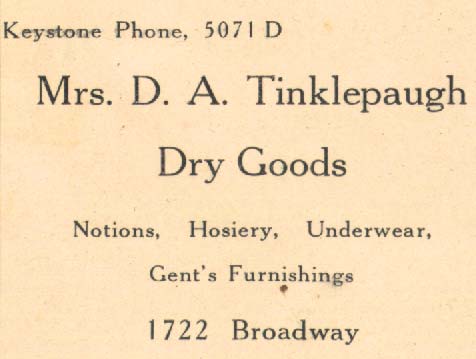 Keystone Phone, 5071 D
Mrs. D. A. Tinklepaugh
Dry Goods
Notions, Hosiery, Underwear,
Gent's Furnishings
1722 Broadway